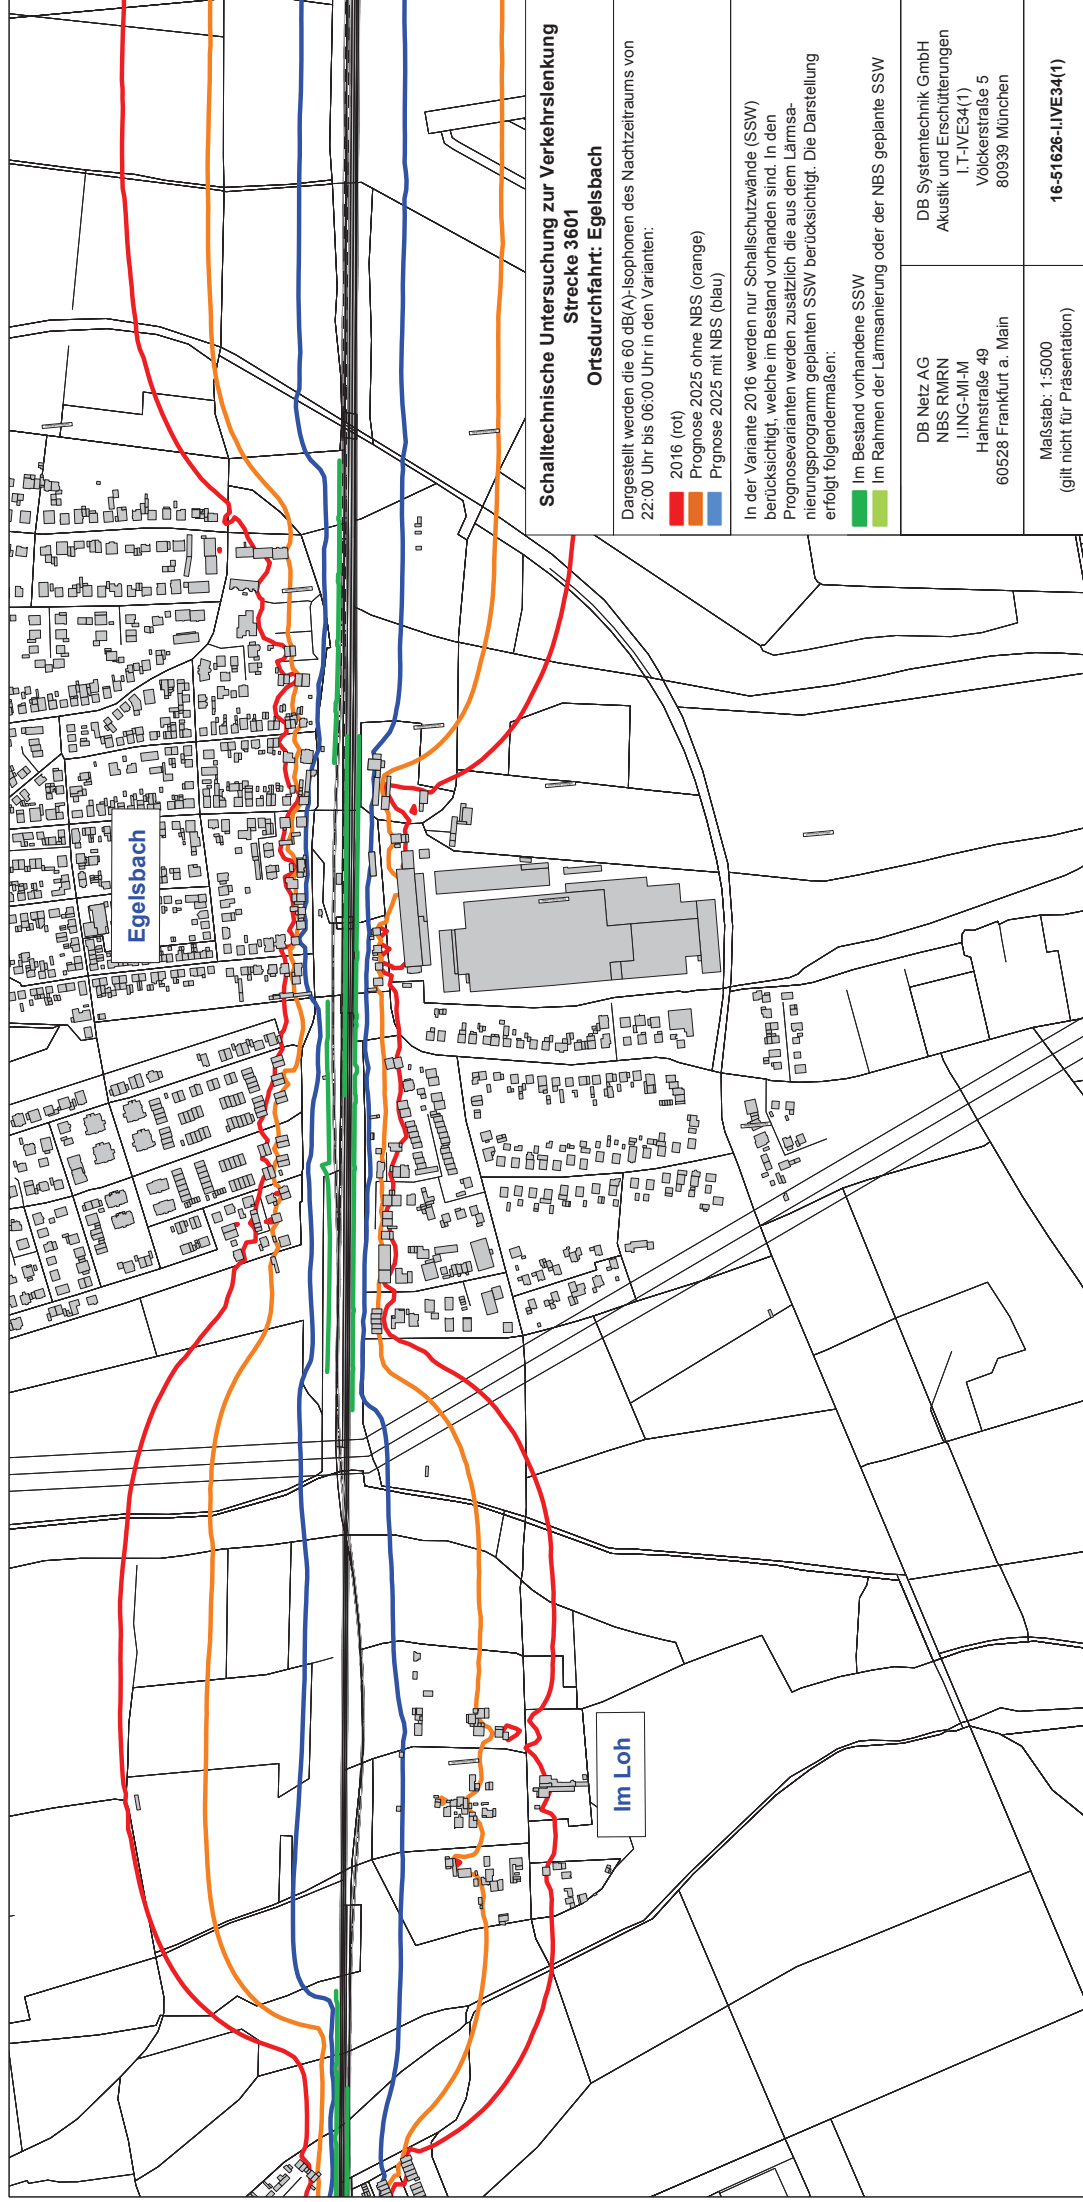 Egelsbach
Im Loh
Schalltechnische Untersuchung zur Verkehrslenkung
Strecke 3601
Ortsdurchfahrt: Egelsbach
Dargestellt werden die 60 dB(A)-Isophonen des Nachtzeitraums von
22:00 Uhr bis 06:00 Uhr in den Varianten:
2016 (rot)
Prognose 2025 ohne NBS (orange)
Prgnose 2025 mit NBS (blau)
In der Variante 2016 werden nur Schallschutzwände (SSW)
berücksichtigt, welche im Bestand vorhanden sind. In den
Prognosevarianten werden zusätzlich die aus dem Lärmsa-
nierungsprogramm geplanten SSW berücksichtigt. Die Darstellung
erfolgt folgendermaßen:
Im Bestand vorhandene SSW
Im Rahmen der Lärmsanierung oder der NBS geplante SSW
DB Netz AG
NBS RMRN
I.ING-MI-M
Hahnstraße 49
60528 Frankfurt a. Main
DB Systemtechnik GmbH
Akustik und Erschütterungen
I.T-IVE34(1)
Völckerstraße 5
80939 München
Maßstab: 1:5000
(gilt nicht für Präsentation)
16-51626-I.IVE34(1)